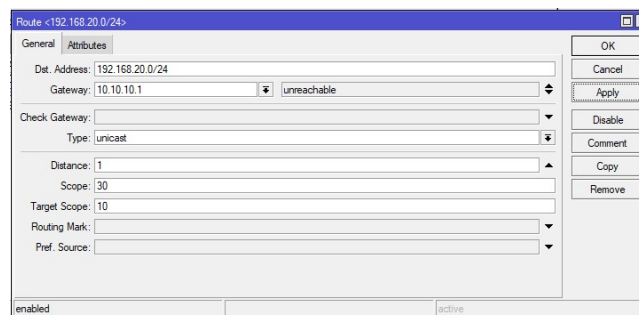 Route <192.168.20.0/24>
General Attributes
Dst. Address: 192.168.20.0/24
Gateway: 10.10.10.1 unreachable
Check Gateway:
Type: unicast
Distance: 1
Scope: 30
Target Scope: 10
Routing Mark:
Pref. Source:
OK
Cancel
Apply
Disable
Comment
Copy
Remove
enabled active